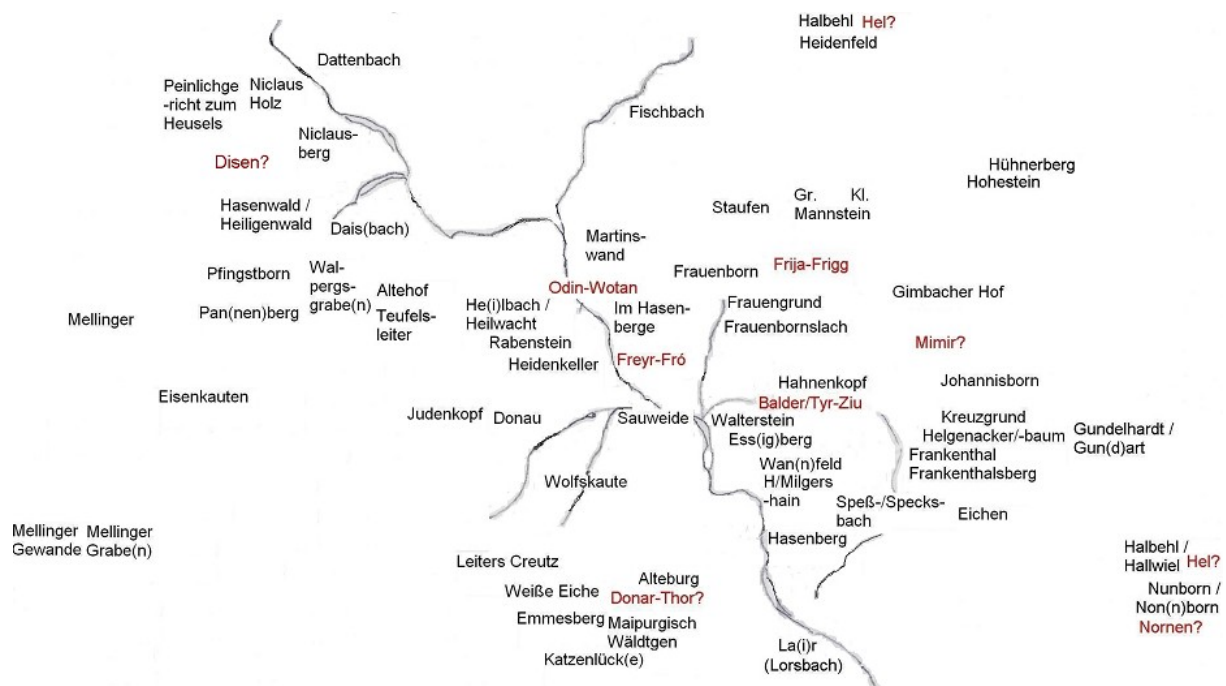 Halbehl Hel?
Heidenfeld
Dattenbach
Peinlichge
-richt zum
Heusels
Niclaus
Holz
Fischbach
Niclaus-
berg
Disen?
Hühnerberg
Hohestein
Gr. Kl.
Mannstein
Staufen
Hasenwald /
Heiligenwald
Dais(bach)
Martins-
wand
Frauenborn
Frija-Frigg
Pfingstborn
Wal-
pergs-
grabe(n)
Altehof
Teufels-
leiter
Odin-Wotan
Gimbacher Hof
Pan(nen)berg
Mellinger
He(i)lbach /
Heilwacht
Rabenstein
Heidenkeller
Im Hasen-
berge
Freyr-Fró
Frauengrund
Frauenbornslach
Mimir?
Eisenkauten
Judenkopf
Donau
Sauweide
Hahnenkopf
Balder/Tyr-Ziu
Johannisborn
Walterstein
Ess(ig)berg
Kreuzgrund
Helgenacker/-baum
Frankenthal
Frankenthalsberg
Gundelhardt /
Gun(d)art
Wan(n)feld
H/Milgers
-hain
Wolfskaute
Speß-/Specks-
bach
Eichen
Hasenberg
Mellinger
Gewande
Mellinger
Grabe(n)
Leiters Creutz
Weiße Eiche
Alteburg
Donar-Thor?
Emmesberg
Maipurgisch
Wäldtgen
Katzenlück(e)
La(i)r
(Lorsbach)
Halbehl /
Hallwiel Hel?
Nunborn /
Non(n)born
Nornen?